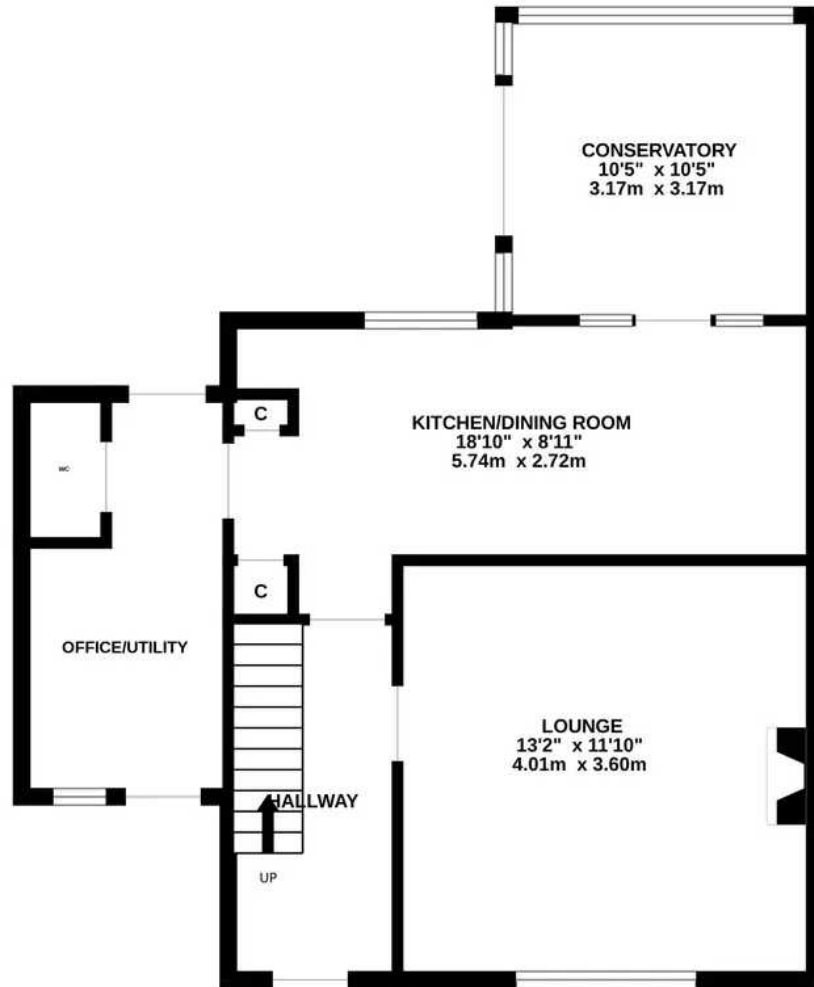 CONSERVATORY
10'5" x 10'5"
3.17m x 3.17m
C
KITCHEN/DINING ROOM
18'10" x 8'11"
5.74m x 2.72m
WC
C
OFFICE/UTILITY
LOUNGE
13'2" x 11'10"
4.01m x 3.60m
HALLWAY
UP